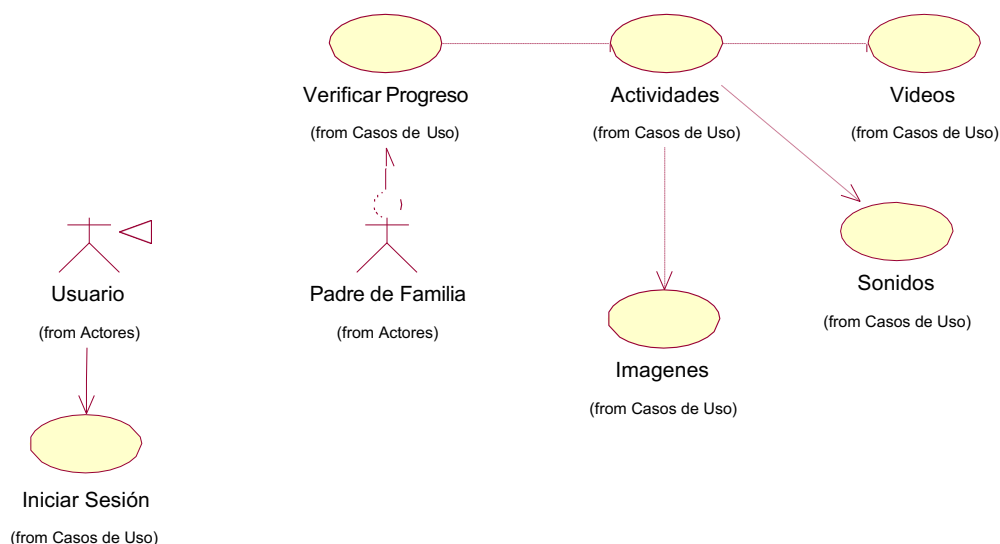 Verificar Progreso
(from Casos de Uso)
Actividades
(from Casos de Uso)
Videos
(from Casos de Uso)
Usuario
(from Actores)
Padre de Familia
(from Actores)
Sonidos
(from Casos de Uso)
Imagenes
(from Casos de Uso)
Iniciar Sesión
(from Casos de Uso)